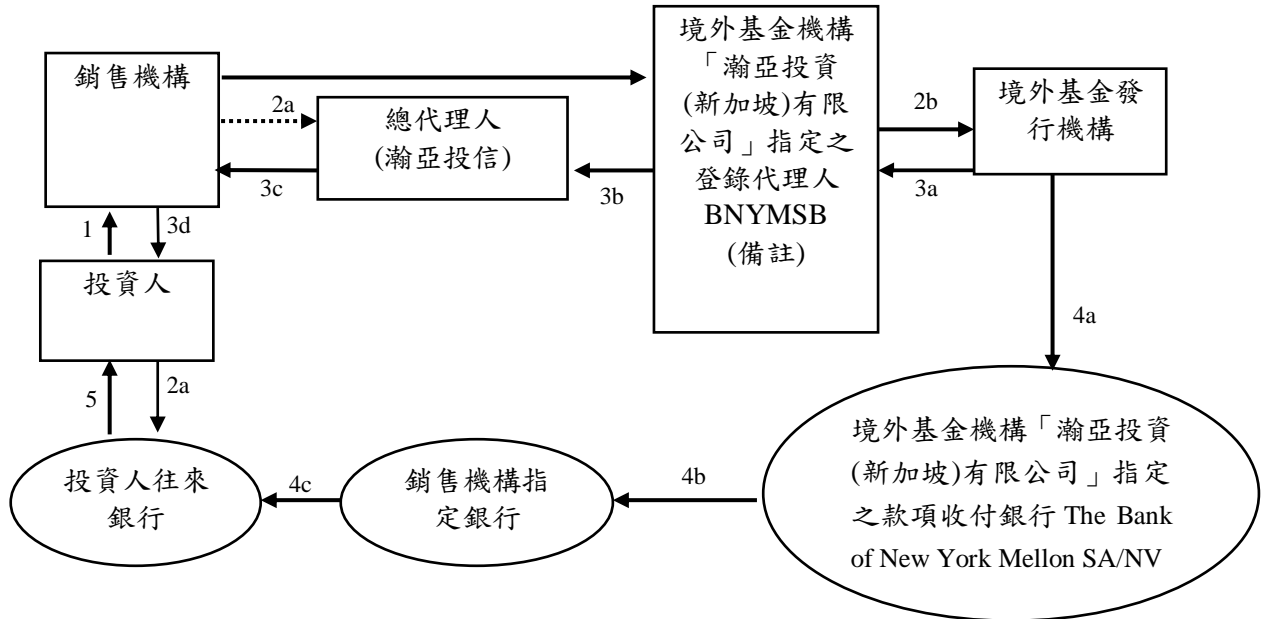 銷售機構
2a
總代理人
(瀚亞投信)
3c
3b
境外基金機構
「瀚亞投資
(新加坡)有限
公司」指定之
登錄代理人
BNYMSB
(備註)
2b
3a
境外基金發
行機構
1
3d
投資人
4a
5
2a
投資人往來
銀行
4c
銷售機構指
定銀行
4b
境外基金機構「瀚亞投資
(新加坡)有限公司」指定
之款項收付銀行 The Bank
of New York Mellon SA/NV